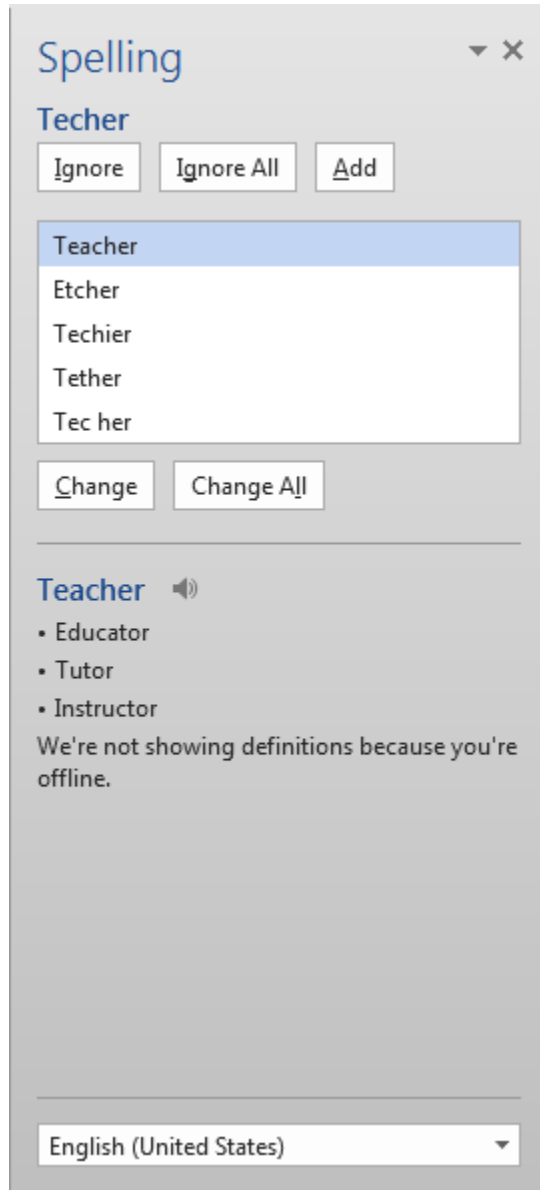 Spelling
Techer
Ignore Ignore All Add
Teacher
Etcher
Techier
Tether
Tec her
Change Change All
Teacher
• Educator
• Tutor
• Instructor
We're not showing definitions because you're
offline.
English (United States)